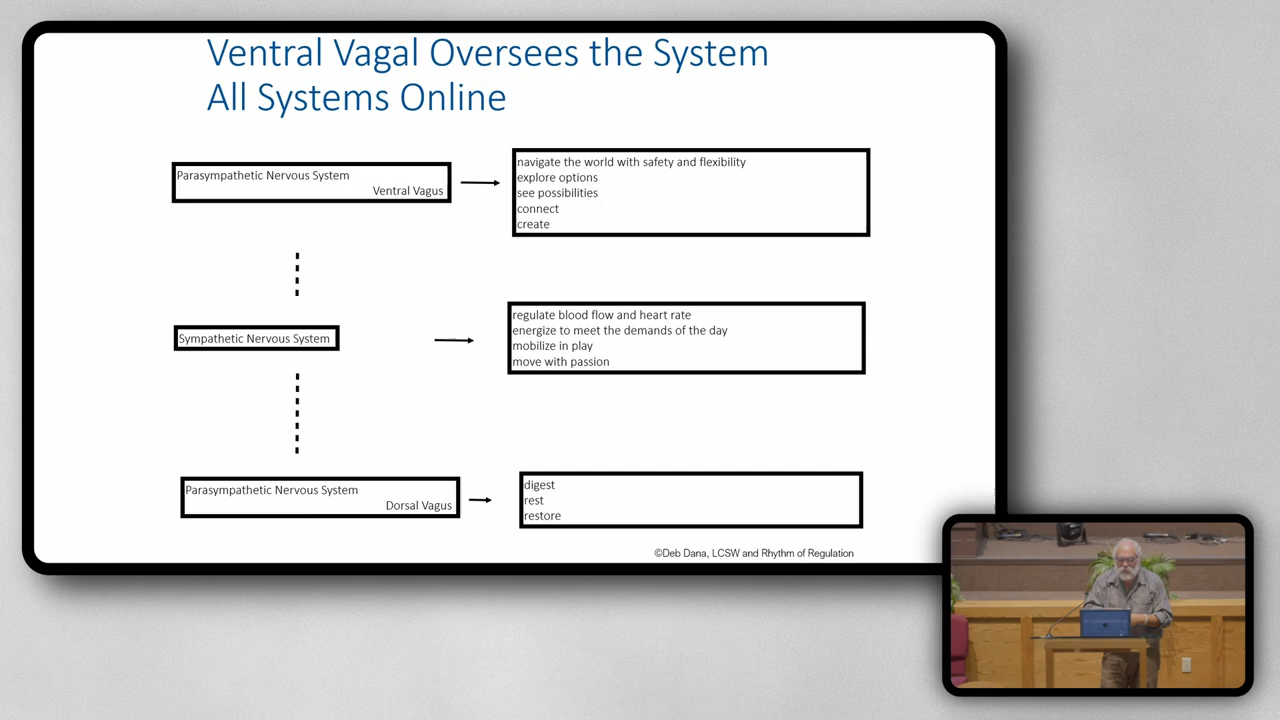 Ventral Vagal Oversees the System
All Systems Online
Parasympathetic Nervous System
Ventral Vagus
navigate the world with safety and flexibility
explore options
see possibilities
connect
create
Sympathetic Nervous System
regulate blood flow and heart rate
energize to meet the demands of the day
mobilize in play
move with passion
Parasympathetic Nervous System
Dorsal Vagus
digest
rest
restore
©Deb Dana, LCSW and Rhythm of Regulation